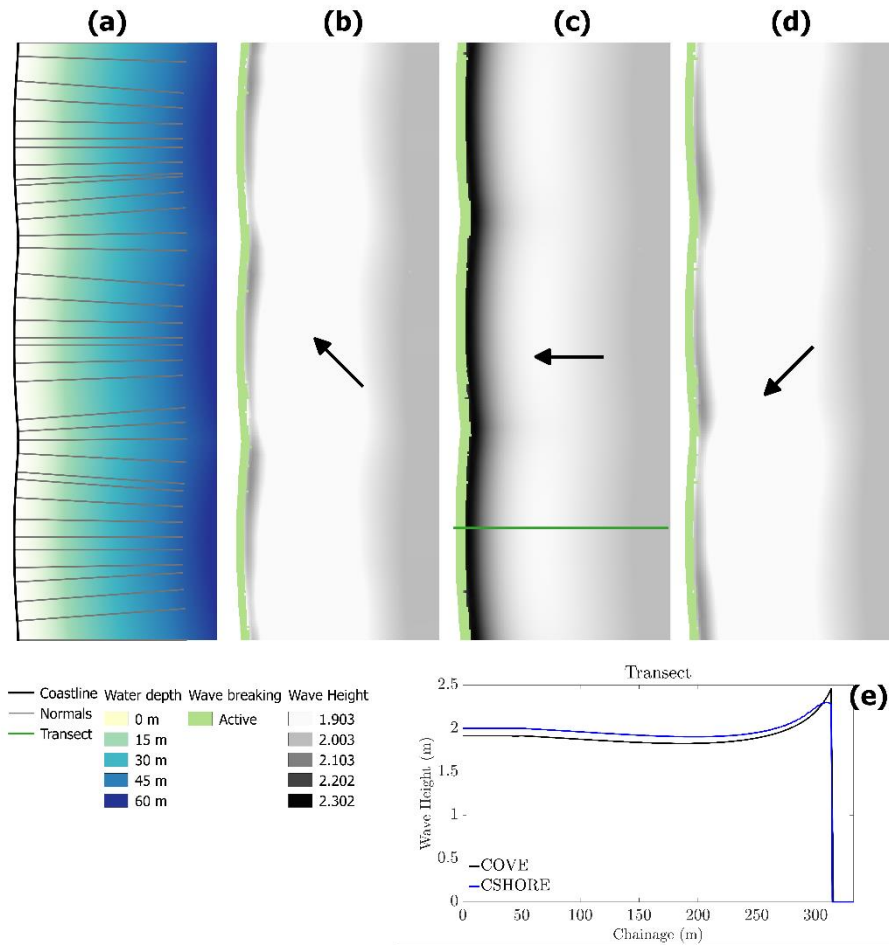 (a) (b) (c) (d)
Coastline Water depth Wave breaking Wave Height
Normals 0 m Active 1.903
Transect 15 m 2.003
30 m 2.103
45 m 2.202
60 m 2.302
Transect
(e)
2.5
2
1.5
1
0.5
0
Wave Height (m)
COVE
CSHORE
0 50 100 150 200 250 300
Chainage (m)